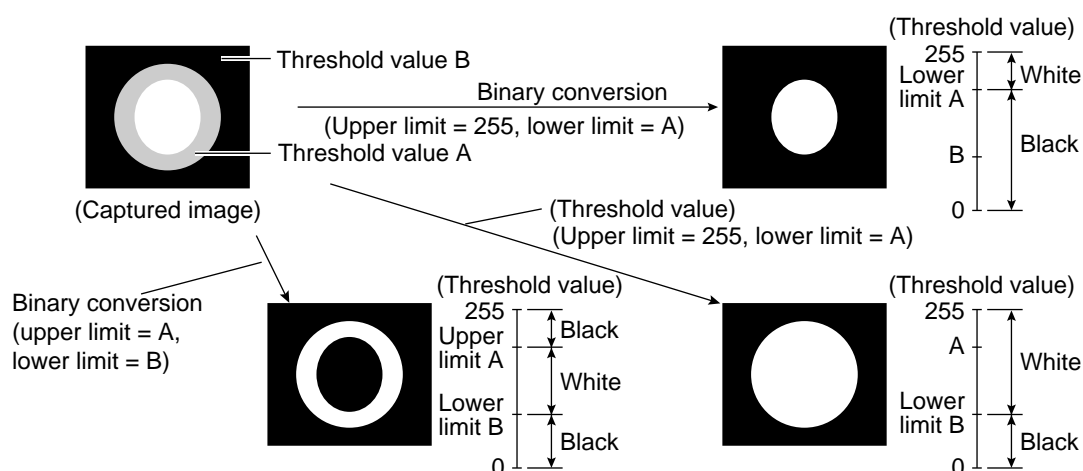 Threshold value B
Threshold value A
(Captured image)
Binary conversion
(Upper limit = 255, lower limit = A)
(Threshold value)
255
Lower
limit A
White
B
Black
0
(Threshold value)
(Upper limit = 255, lower limit = A)
Binary conversion
(upper limit = A,
lower limit = B)
(Threshold value)
255
Black
Upper
limit A
White
Lower
limit B
Black
0
(Threshold value)
255
A
White
Lower
limit B
Black
0